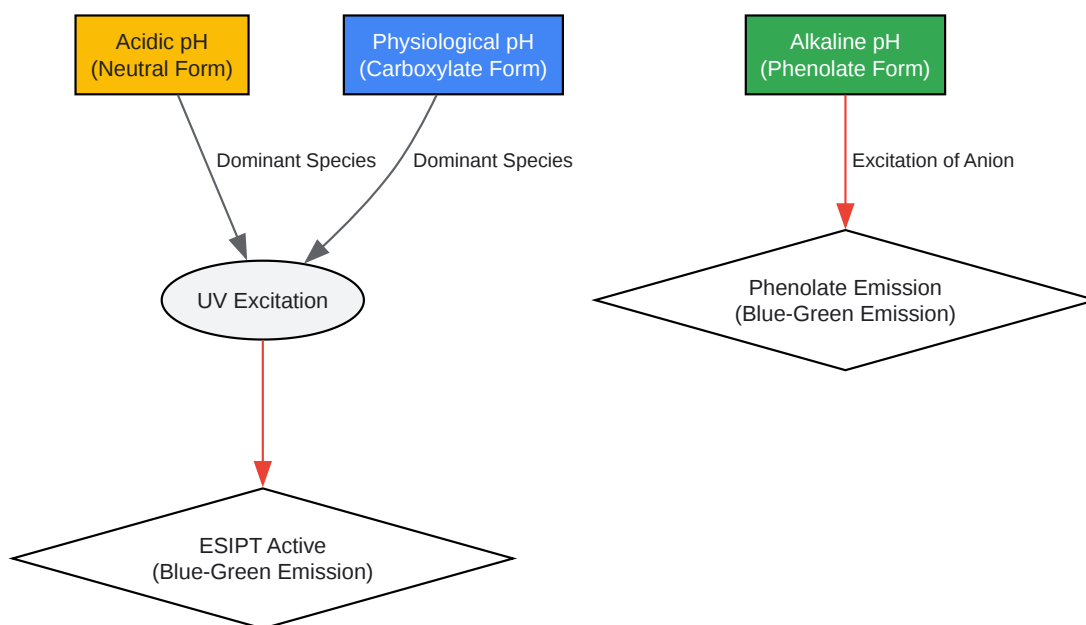 Acidic pH
(Neutral Form)
Physiological pH
(Carboxylate Form)
Alkaline pH
(Phenolate Form)
Dominant Species
Dominant Species
Excitation of Anion
UV Excitation
Phenolate Emission
(Blue-Green Emission)
ESIPT Active
(Blue-Green Emission)